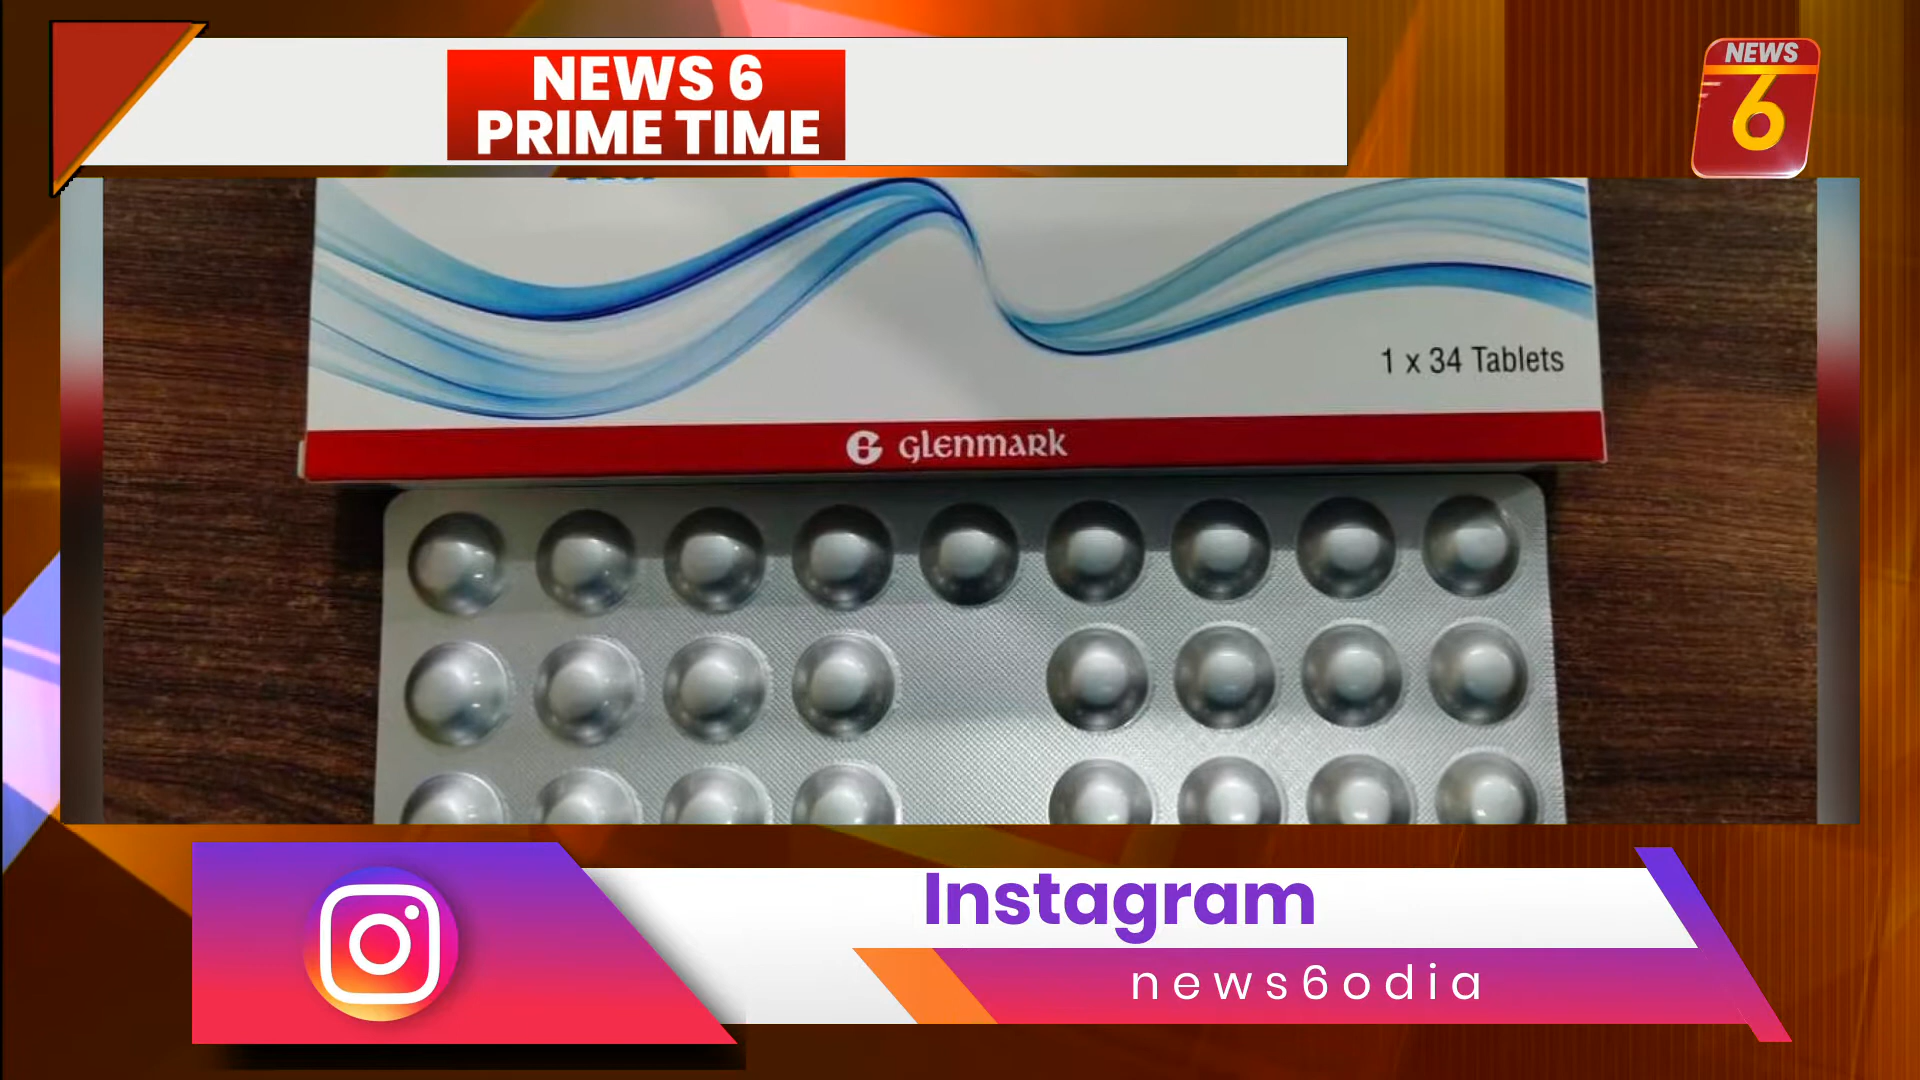 NEWS 6
PRIME TIME
NEWS
6
1 x 34 Tablets
GLENMARK
Instagram
news6odia